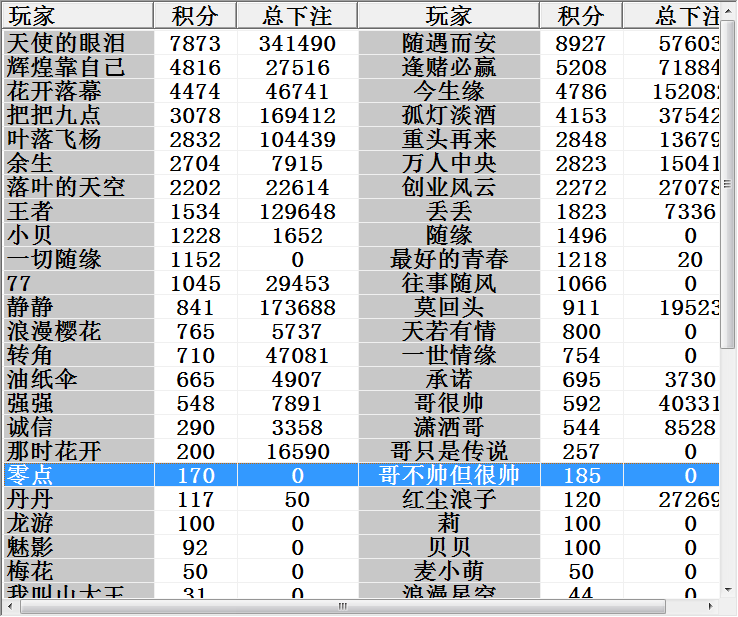 玩家 积分 总下注 玩家 积分 总下注
天使的眼泪 7873 341490 随遇而安 8927 57603
辉煌靠自己 4816 27516 逢赌必赢 5208 71884
花开落幕 4474 46741 今生缘 4786 152082
把把九点 3078 169412 孤灯淡酒 4153 37542
叶落飞杨 2832 104439 重头再来 2848 13679
余生 2704 7915 万人中央 2823 15041
落叶的天空 2202 22614 创业风云 2272 27078
王者 1534 129648 丢丢 1823 7336
小贝 1228 1652 随缘 1496 0
一切随缘 1152 0 最好的青春 1218 20
77 1045 29453 往事随风 1066 0
静静 841 173688 莫回头 911 19523
浪漫樱花 765 5737 天若有情 800 0
转角 710 47081 一世情缘 754 0
油纸伞 665 4907 承诺 695 3730
强强 548 7891 哥很帅 592 40331
诚信 290 3358 潇洒哥 544 8528
那时花开 200 16590 哥只是传说 257 0
零点 170 0 哥不帅但很帅 185 0
丹丹 117 50 红尘浪子 120 27269
龙游 100 0 莉 100 0
魅影 92 0 贝贝 100 0
梅花 50 0 麦小萌 50 0
我叫山大王 31 0 浪漫星空 44 0